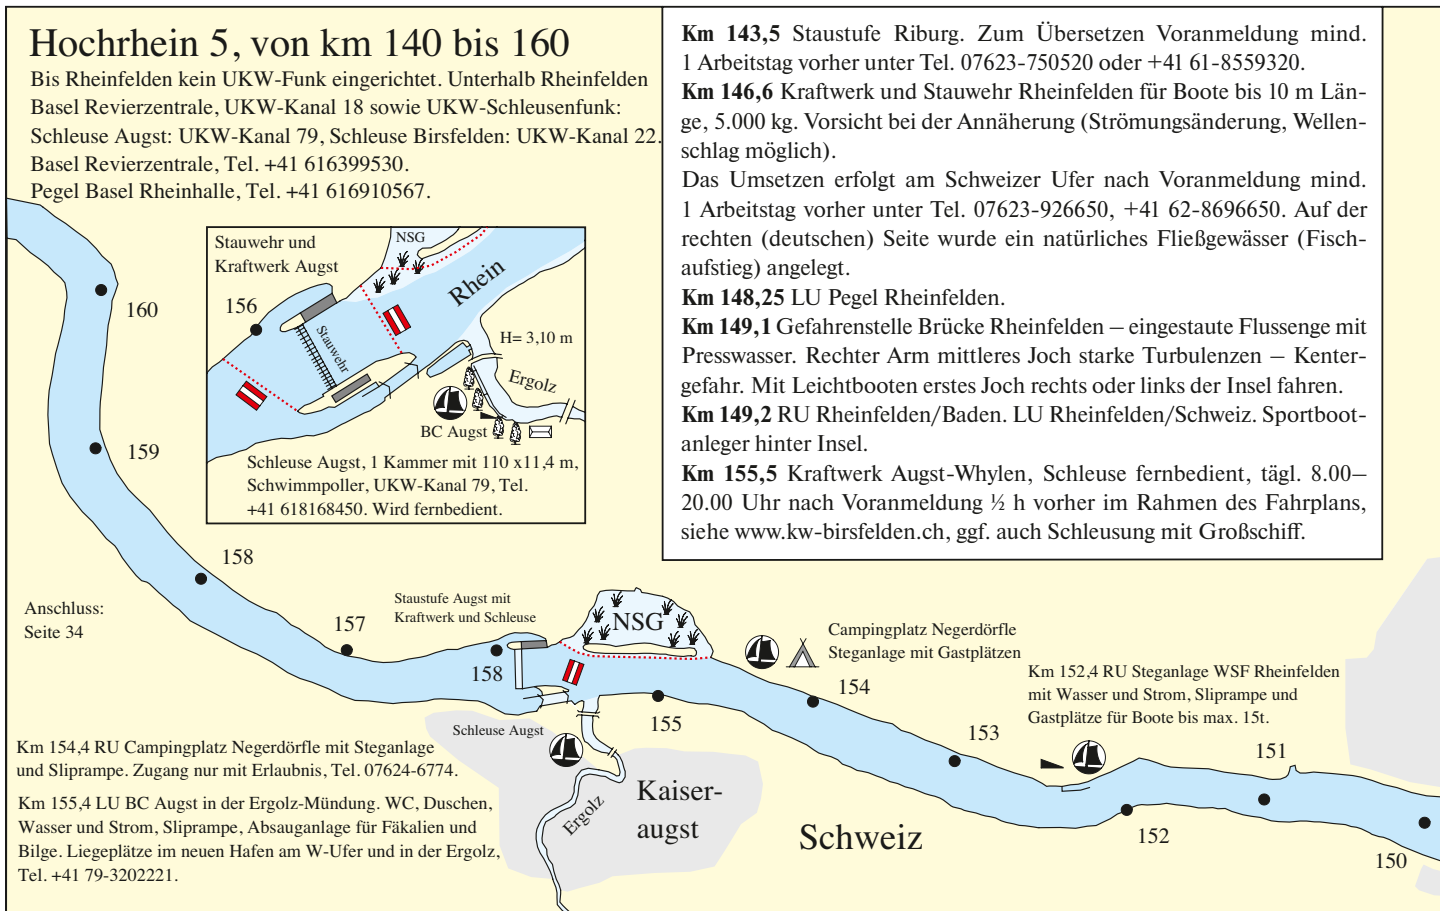 Hochrhein 5, von km 140 bis 160
Bis Rheinfelden kein UKW-Funk eingerichtet. Unterhalb Rheinfelden
Basel Revierzentrale, UKW-Kanal 18 sowie UKW-Schleusenfunk:
Schleuse Augst: UKW-Kanal 79, Schleuse Birsfelden: UKW-Kanal 22.
Basel Revierzentrale, Tel. +41 616399530.
Pegel Basel Rheinhalle, Tel. +41 616910567.
Km 143,5 Staustufe Riburg. Zum Übersetzen Voranmeldung mind.
1 Arbeitstag vorher unter Tel. 07623-750520 oder +41 61-8559320.
Km 146,6 Kraftwerk und Stauwehr Rheinfelden für Boote bis 10 m Län-
ge, 5.000 kg. Vorsicht bei der Annäherung (Strömungsänderung, Wellen-
schlag möglich).
Das Umsetzen erfolgt am Schweizer Ufer nach Voranmeldung mind.
1 Arbeitstag vorher unter Tel. 07623-926650, +41 62-8696650. Auf der
rechten (deutschen) Seite wurde ein natürliches Fließgewässer (Fisch-
aufstieg) angelegt.
Km 148,25 LU Pegel Rheinfelden.
Km 149,1 Gefahrenstelle Brücke Rheinfelden – eingestaute Flussenge mit
Presswasser. Rechter Arm mittleres Joch starke Turbulenzen – Kenter-
gefahr. Mit Leichtbooten erstes Joch rechts oder links der Insel fahren.
Km 149,2 RU Rheinfelden/Baden. LU Rheinfelden/Schweiz. Sportboot-
anleger hinter Insel.
Km 155,5 Kraftwerk Augst-Whylen, Schleuse fernbedient, tägl. 8.00–
20.00 Uhr nach Voranmeldung ½ h vorher im Rahmen des Fahrplans,
siehe www.kw-birsfelden.ch, ggf. auch Schleusung mit Großschiff.
Stauwehr und
Kraftwerk Augst
NSG
156
Rhein
Stauwehr
H= 3,10 m
Ergolz
BC Augst
Schleuse Augst, 1 Kammer mit 110 x11,4 m,
Schwimmpoller, UKW-Kanal 79, Tel.
+41 618168450. Wird fernbedient.
160
159
158
157
Anschluss:
Seite 34
Staustufe Augst mit
Kraftwerk und Schleuse
158
NSG
Campingplatz Negerdörfle
Steganlage mit Gastplätzen
154
Km 152,4 RU Steganlage WSF Rheinfelden
mit Wasser und Strom, Sliprampe und
Gastplätze für Boote bis max. 15t.
155
153
151
152
150
Schleuse Augst
Ergolz
Kaiser-
augst
Schweiz
Km 154,4 RU Campingplatz Negerdörfle mit Steganlage
und Sliprampe. Zugang nur mit Erlaubnis, Tel. 07624-6774.
Km 155,4 LU BC Augst in der Ergolz-Mündung. WC, Duschen,
Wasser und Strom, Sliprampe, Absauganlage für Fäkalien und
Bilge. Liegeplätze im neuen Hafen am W-Ufer und in der Ergolz,
Tel. +41 79-3202221.